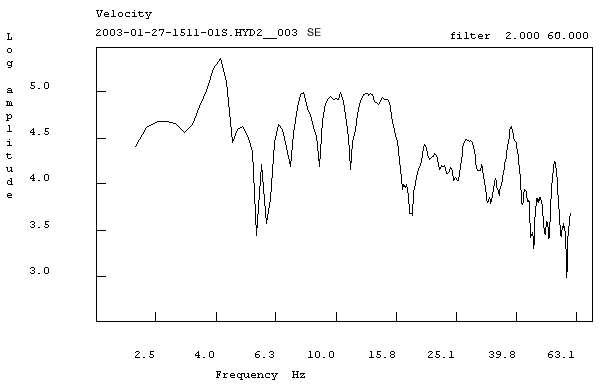 Velocity
2003-01-27-1511-01S.HYD2__003 SE
filter 2.000 60.000
Log amplitude
5.0
4.5
4.0
3.5
3.0
2.5 4.0 6.3 10.0 15.8 25.1 39.8 63.1
Frequency Hz